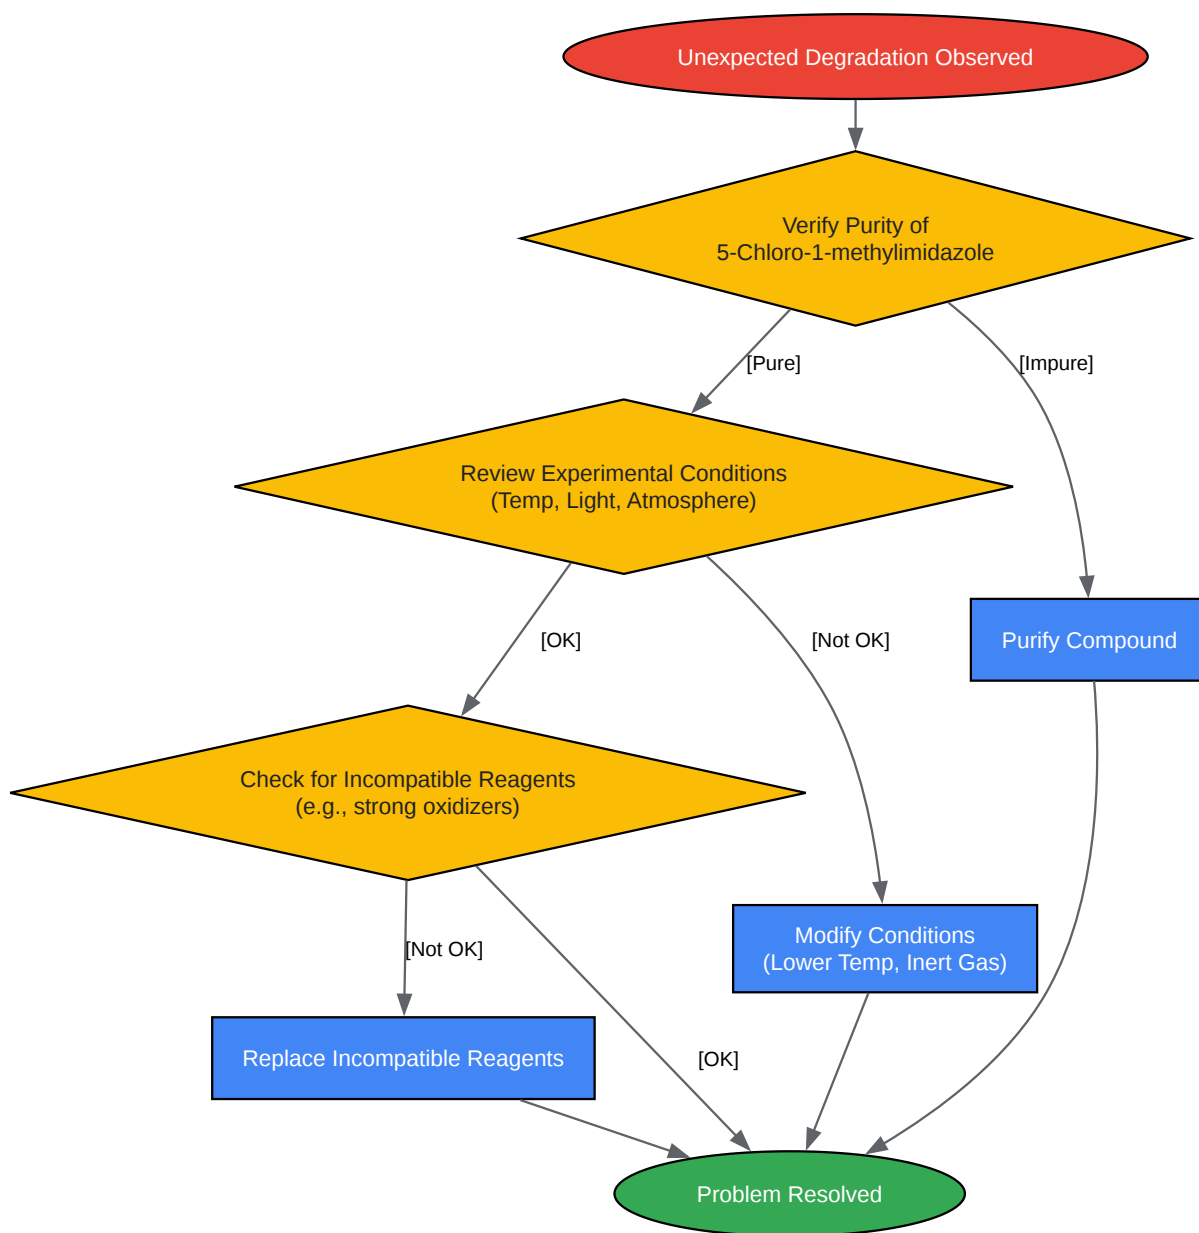 Unexpected Degradation Observed
Verify Purity of
5-Chloro-1-methylimidazole
[Pure]
[Impure]
Review Experimental Conditions
(Temp, Light, Atmosphere)
[OK]
[Not OK]
Purify Compound
Check for Incompatible Reagents
(e.g., strong oxidizers)
[Not OK]
Modify Conditions
(Lower Temp, Inert Gas)
Replace Incompatible Reagents
[OK]
Problem Resolved